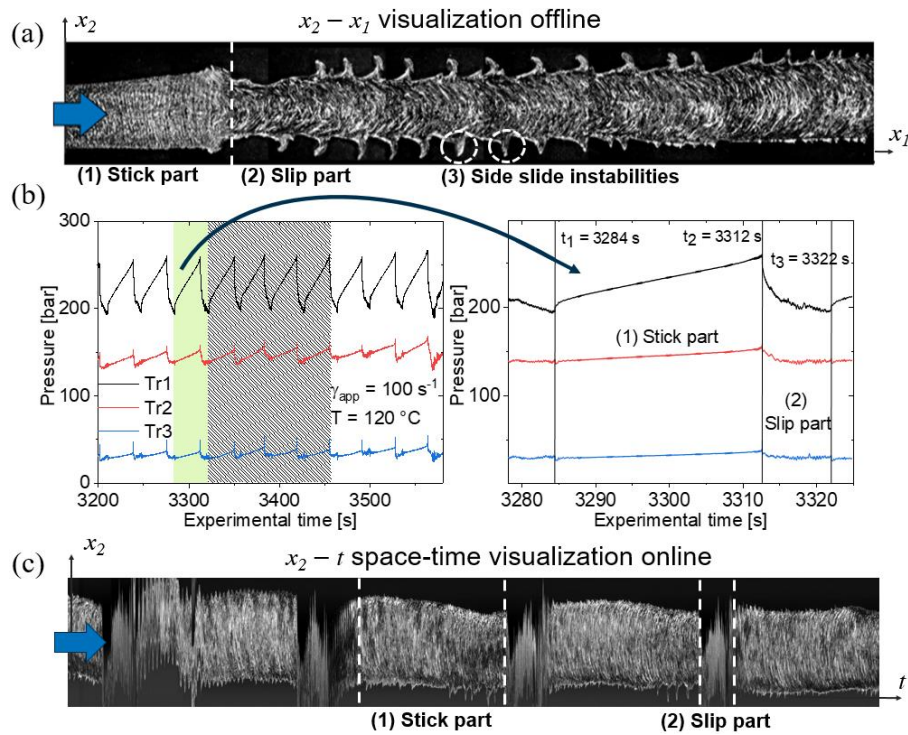 (a)
x₂
x₂ − x₁ visualization offline
x₁
(1) Stick part
(2) Slip part
(3) Side slide instabilities
(b)
300
200
100
0
Pressure [bar]
Tr1
Tr2
Tr3
γapp = 100 s⁻¹
T = 120 °C
3200 3300 3400 3500
Experimental time [s]
t₁ = 3284 s
t₂ = 3312 s
t₃ = 3322 s
200
100
0
Pressure [bar]
(1) Stick part
(2)
Slip part
3280 3290 3300 3310 3320
Experimental time [s]
(c)
x₂
x₂ − t space-time visualization online
t
(1) Stick part
(2) Slip part